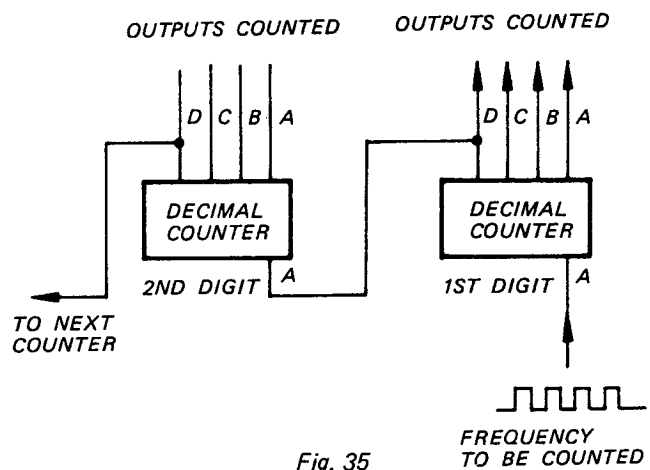 OUTPUTS COUNTED
D C B A
DECIMAL
COUNTER
A
2ND DIGIT
TO NEXT
COUNTER
OUTPUTS COUNTED
D C B A
DECIMAL
COUNTER
A
1ST DIGIT
FREQUENCY
TO BE COUNTED
Fig. 35